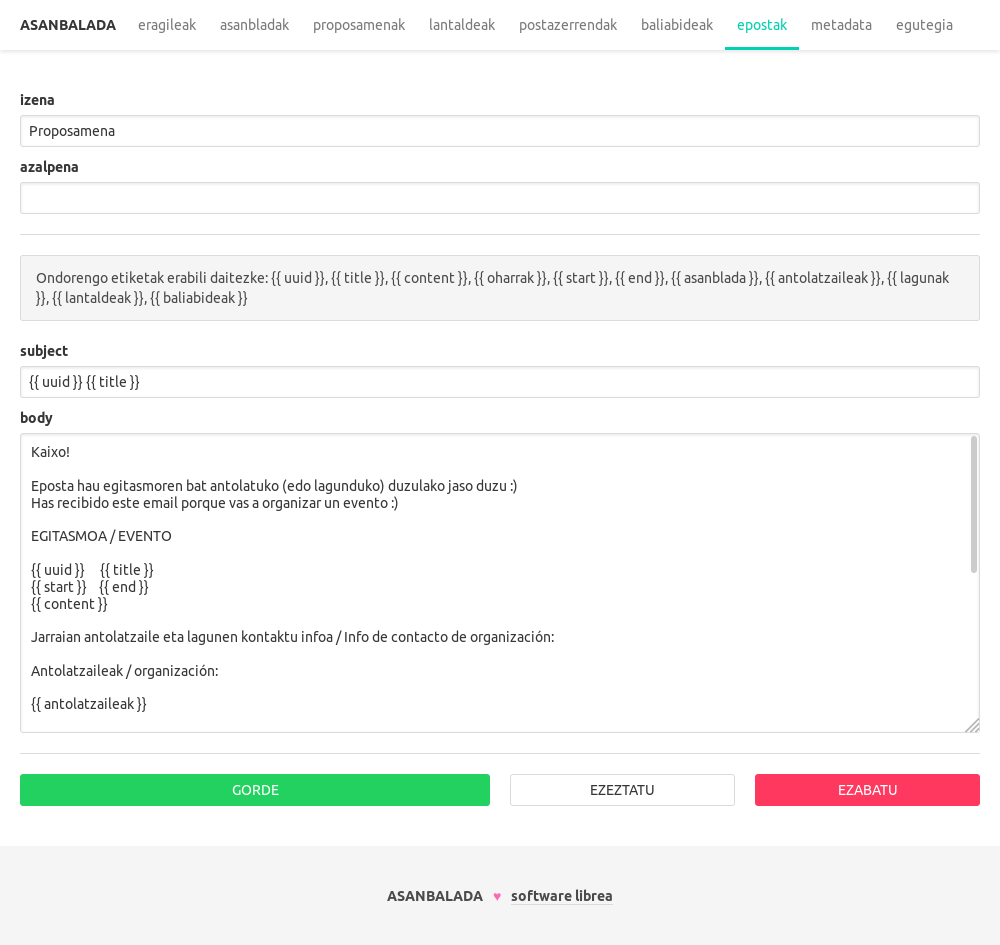 ASANBALADA eragileak asanbladak proposamenak lantaldeak postazerrendak baliabideak epostak metadata egutegia
izena
Proposamena
azalpena
Ondorengo etiketak erabili daitezke: {{ uuid }}, {{ title }}, {{ content }}, {{ oharrak }}, {{ start }}, {{ end }}, {{ asanblada }}, {{ antolatzaileak }}, {{ lagunak
}}, {{ lantaldeak }}, {{ baliabideak }}
subject
{{ uuid }} {{ title }}
body
Kaixo!
Eposta hau egitasmoren bat antolatuko (edo lagunduko) duzulako jaso duzu :)
Has recibido este email porque vas a organizar un evento :)
EGITASMOA / EVENTO
{{ uuid }} {{ title }}
{{ start }} {{ end }}
{{ content }}
Jarraian antolatzaile eta lagunen kontaktu infoa / Info de contacto de organización:
Antolatzaileak / organización:
{{ antolatzaileak }}
GORDE EZEZTATU EZABATU
ASANBALADA ♥ software librea